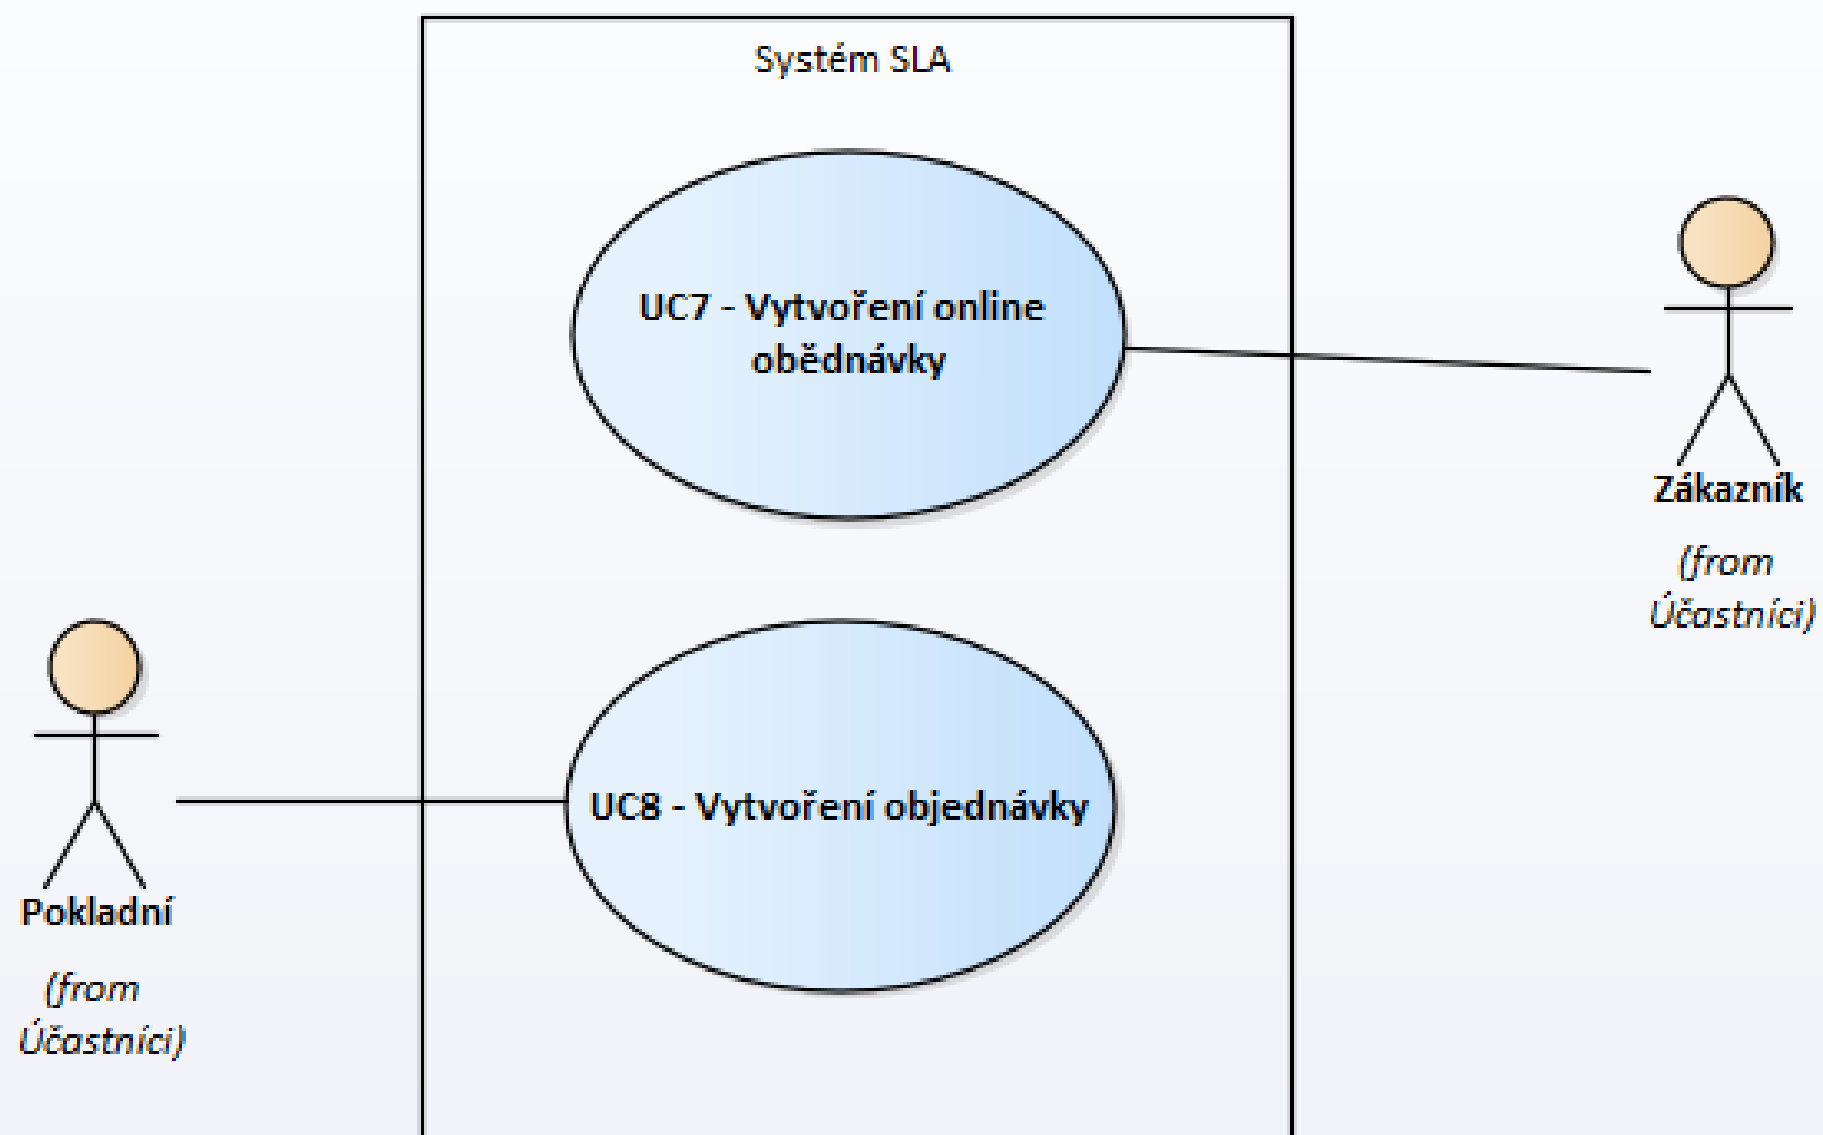 Systém SLA
UC7 - Vytvoření online
obědnávky
Zákazník
(from
Účastníci)
UC8 - Vytvoření objednávky
Pokladní
(from
Účastníci)